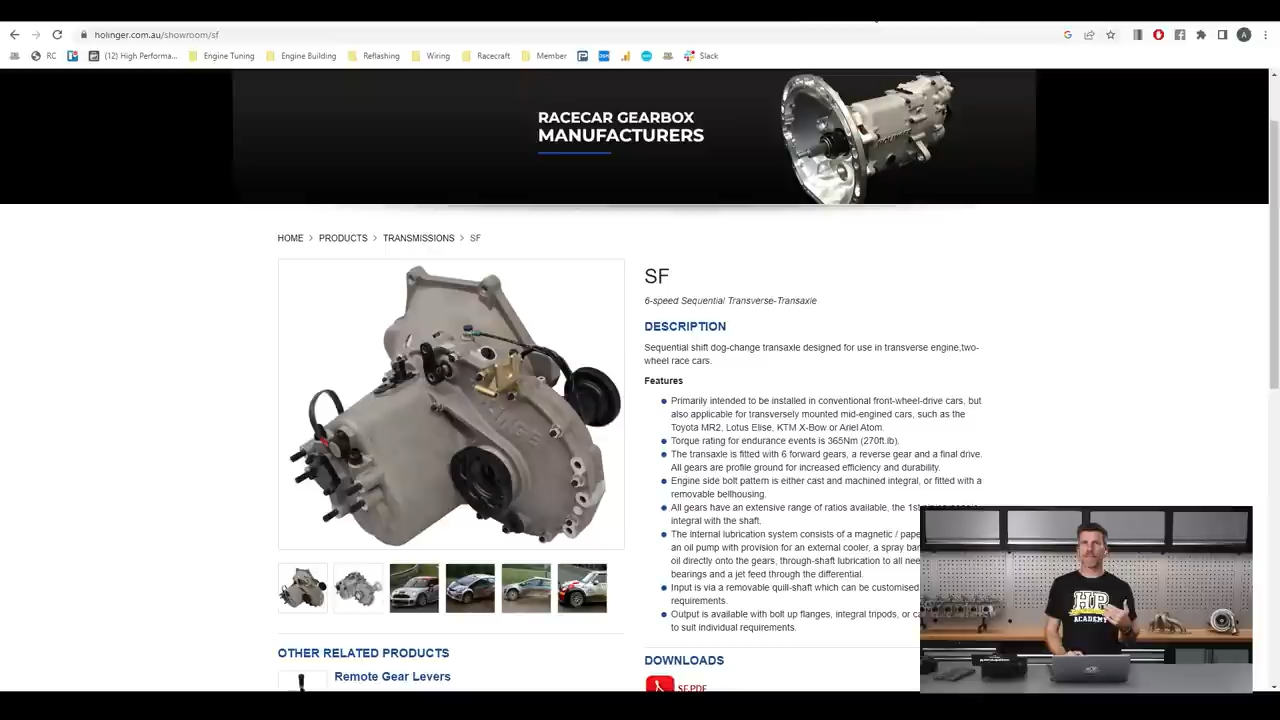 holinger.com.au/showroom/sf
RC
(12) High Performa...
Engine Tuning
Engine Building
Reflashing
Wiring
Racecraft
Member
Slack
RACECAR GEARBOX
MANUFACTURERS
HOME > PRODUCTS > TRANSMISSIONS > SF
SF
6-speed Sequential Transverse-Transaxle
DESCRIPTION
Sequential shift dog-change transaxle designed for use in transverse engine,two-
wheel race cars.
Features
Primarily intended to be installed in conventional front-wheel-drive cars, but
also applicable for transversely mounted mid-engined cars, such as the
Toyota MR2, Lotus Elise, KTM X-Bow or Ariel Atom.
Torque rating for endurance events is 365Nm (270ft.lb).
The transaxle is fitted with 6 forward gears, a reverse gear and a final drive.
All gears are profile ground for increased efficiency and durability.
Engine side bolt pattern is either cast and machined integral, or fitted with a
removable bellhousing.
All gears have an extensive range of ratios available, the 1st
integral with the shaft.
The internal lubrication system consists of a magnetic / pape
an oil pump with provision for an external cooler, a spray bar
oil directly onto the gears, through-shaft lubrication to all nee
bearings and a jet feed through the differential.
Input is via a removable quill-shaft which can be customised
requirements.
Output is available with bolt up flanges, integral tripods, or ca
to suit individual requirements.
DOWNLOADS
SF.PDF
OTHER RELATED PRODUCTS
Remote Gear Levers
HP
ACADEMY